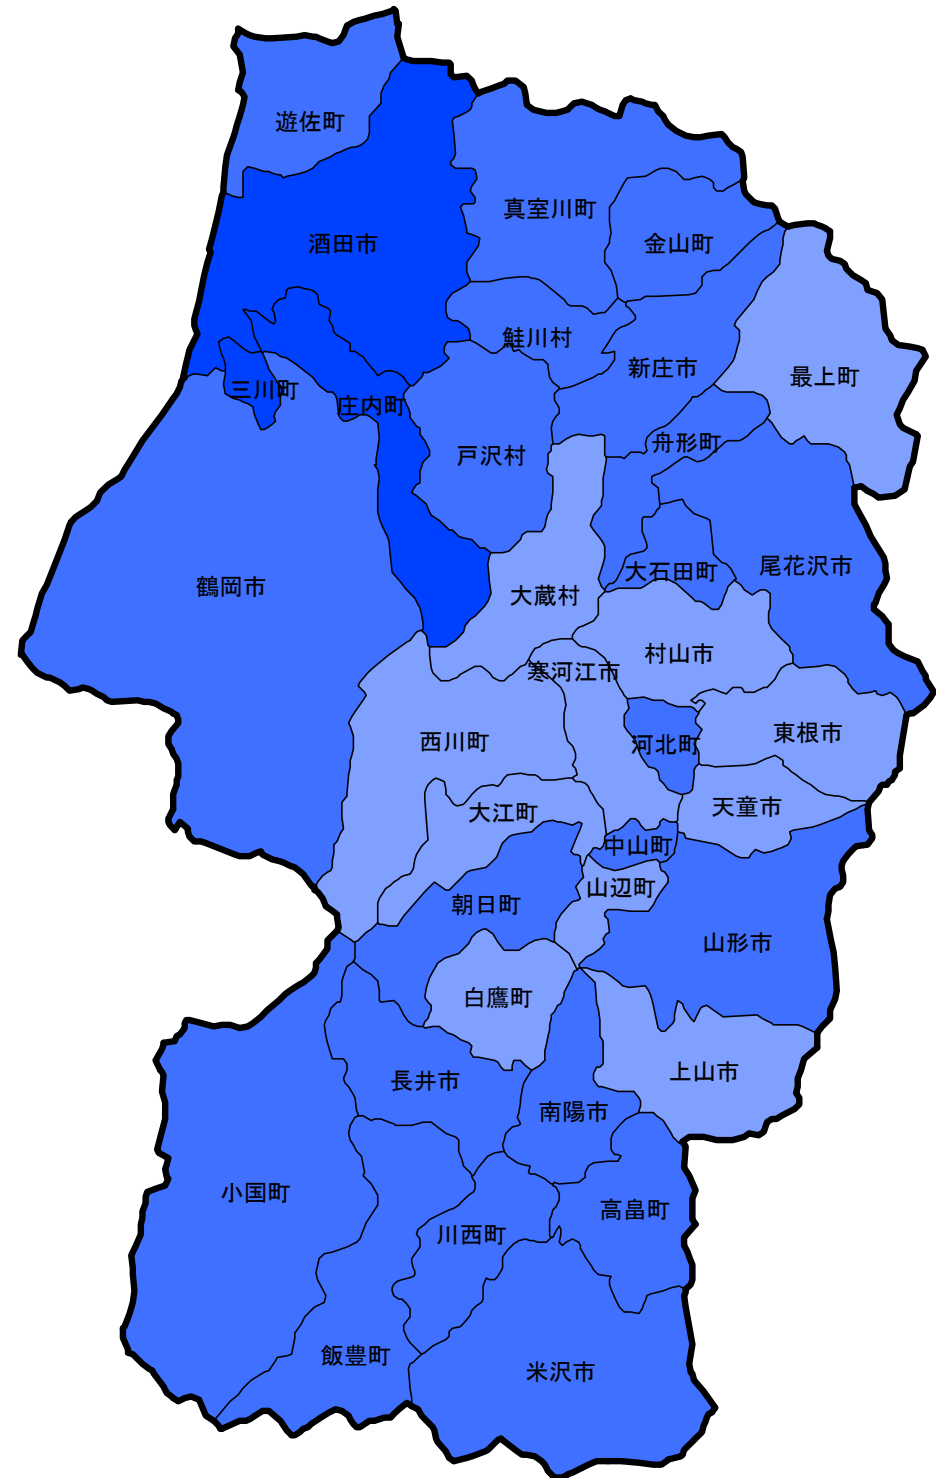 遊佐町
真室川町
酒田市
金山町
鮭川村
新庄市
最上町
三川町
庄内町
舟形町
戸沢村
尾花沢市
大石田町
鶴岡市
大蔵村
村山市
寒河江市
東根市
西川町
河北町
天童市
大江町
中山町
山辺町
朝日町
山形市
白鷹町
上山市
長井市
南陽市
小国町
高畠町
川西町
飯豊町
米沢市